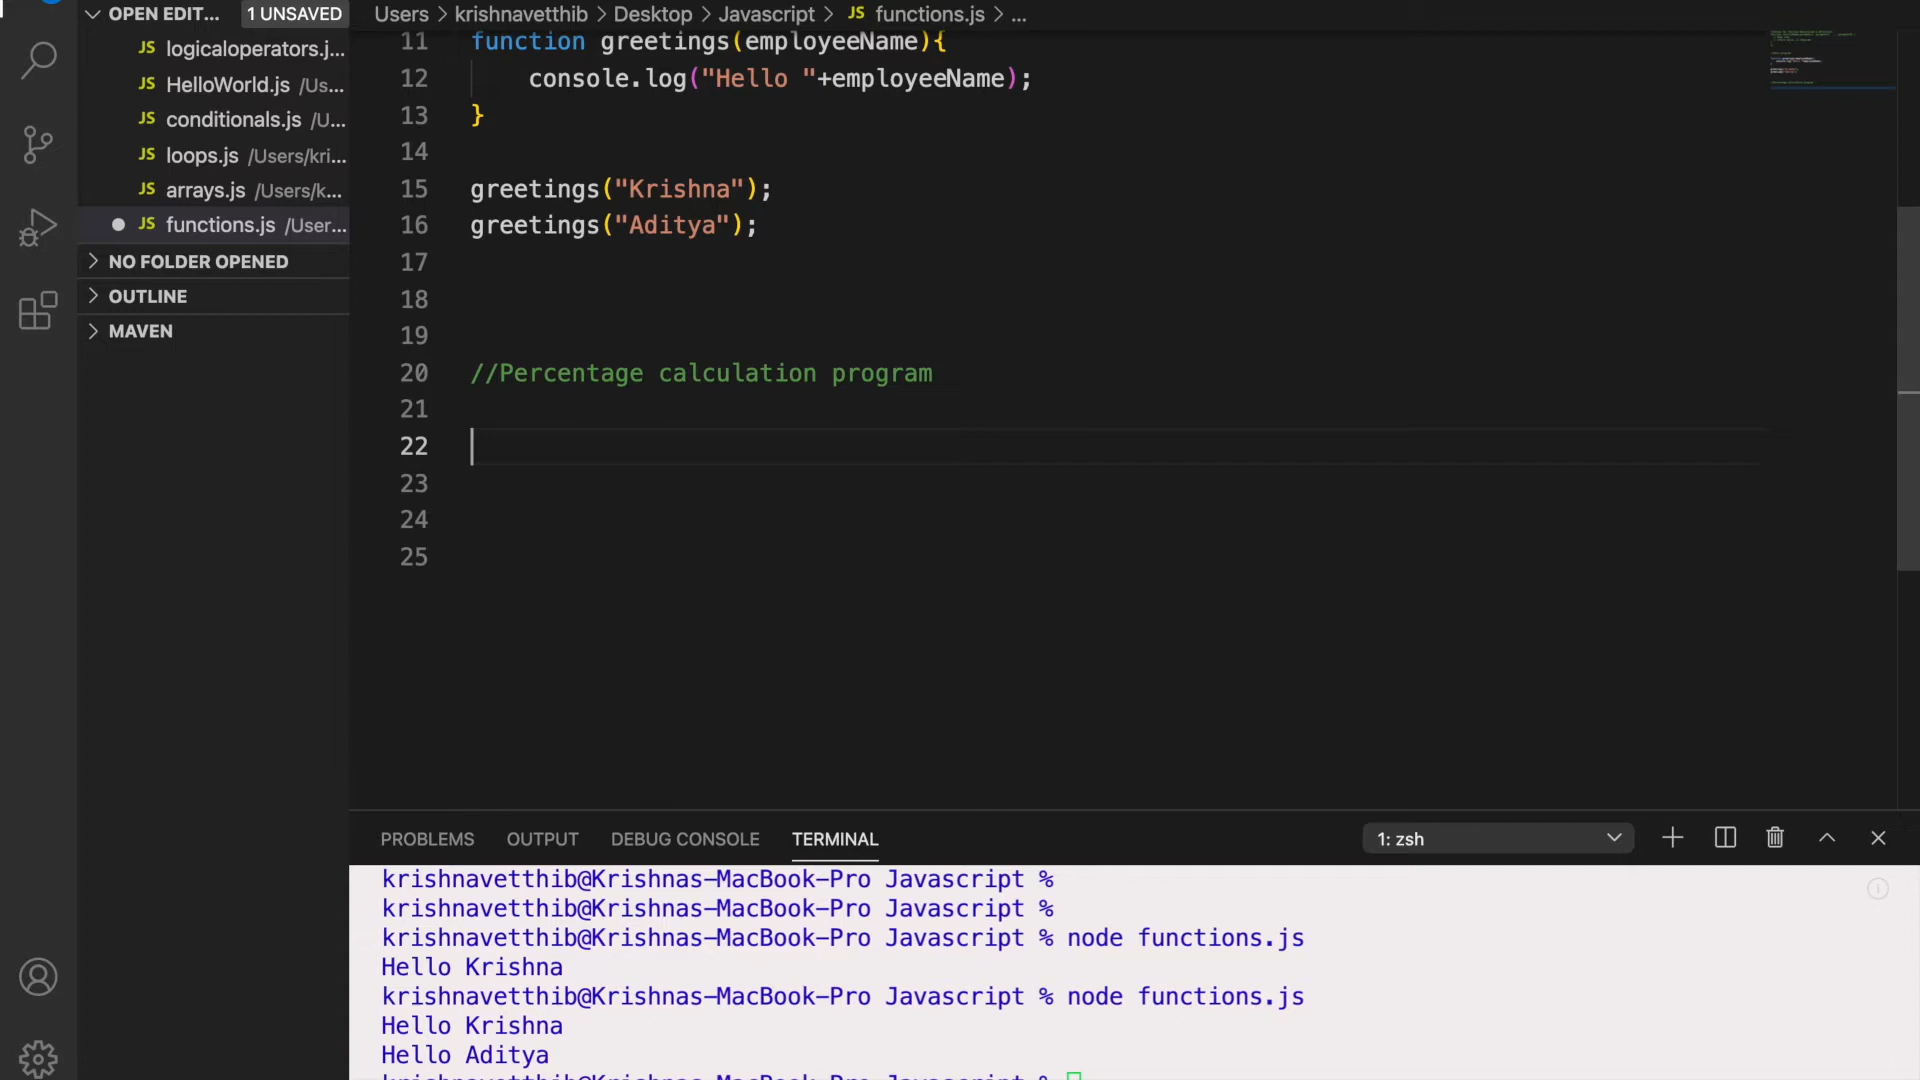 OPEN EDIT... 1 UNSAVED
JS logicaloperators.j...
JS HelloWorld.js /Us...
JS conditionals.js /U...
JS loops.js /Users/kri...
JS arrays.js /Users/k...
JS functions.js /User...
NO FOLDER OPENED
OUTLINE
MAVEN
Users > krishnavetthib > Desktop > Javascript > JS functions.js > ...
11 function greetings(employeeName){
12 console.log("Hello "+employeeName);
13 }
14
15 greetings("Krishna");
16 greetings("Aditya");
17
18
19
20 //Percentage calculation program
21
22
23
24
25
PROBLEMS OUTPUT DEBUG CONSOLE TERMINAL 1: zsh
krishnavetthib@Krishnas-MacBook-Pro Javascript %
krishnavetthib@Krishnas-MacBook-Pro Javascript %
krishnavetthib@Krishnas-MacBook-Pro Javascript % node functions.js
Hello Krishna
krishnavetthib@Krishnas-MacBook-Pro Javascript % node functions.js
Hello Krishna
Hello Aditya
krishnavetthib@Krishnas-MacBook-Pro Javascript %